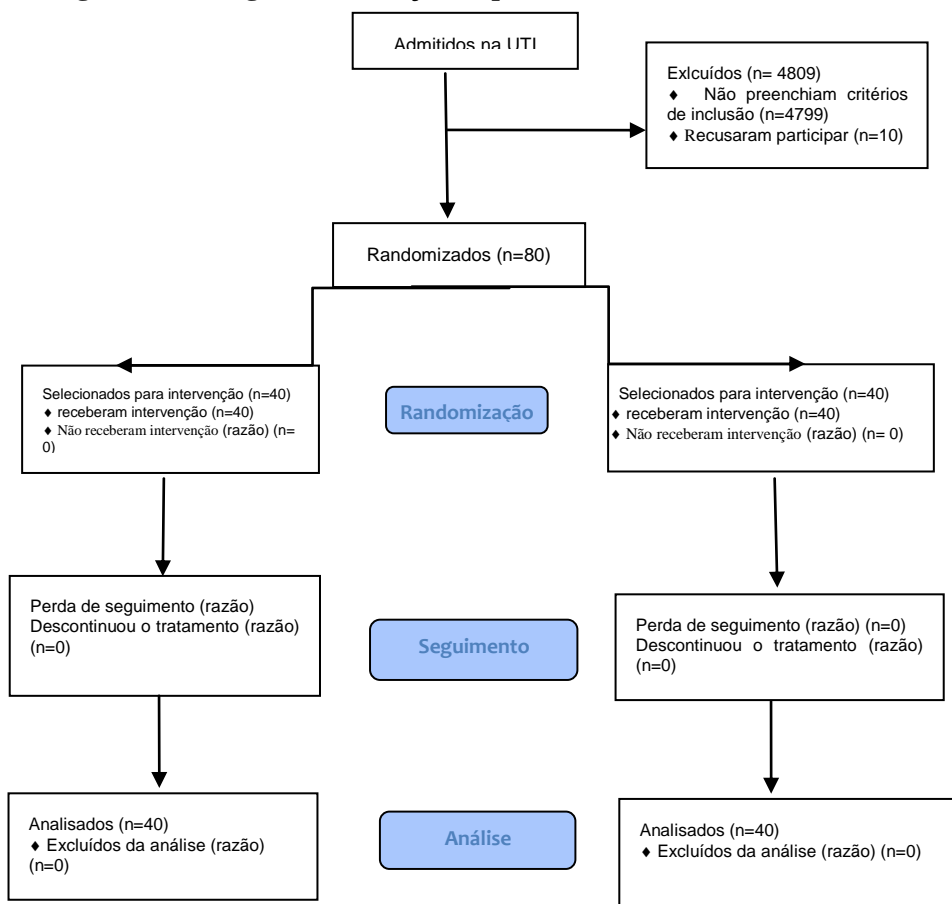 Admitidos na UTI
Exlcuídos (n= 4809)
♦ Não preenchiam critérios
de inclusão (n=4799)
♦ Recusaram participar (n=10)
Randomizados (n=80)
Selecionados para intervenção (n=40)
♦ receberam intervenção (n=40)
♦ Não receberam intervenção (razão) (n=
0)
Randomização
Selecionados para intervenção (n=40)
♦ receberam intervenção (n=40)
♦ Não receberam intervenção (razão) (n= 0)
Perda de seguimento (razão)
Descontinuou o tratamento (razão)
(n=0)
Seguimento
Perda de seguimento (razão) (n=0)
Descontinuou o tratamento (razão)
(n=0)
Analisados (n=40)
♦ Excluídos da análise (razão)
(n=0)
Análise
Analisados (n=40)
♦ Excluídos da análise (razão) (n=0)